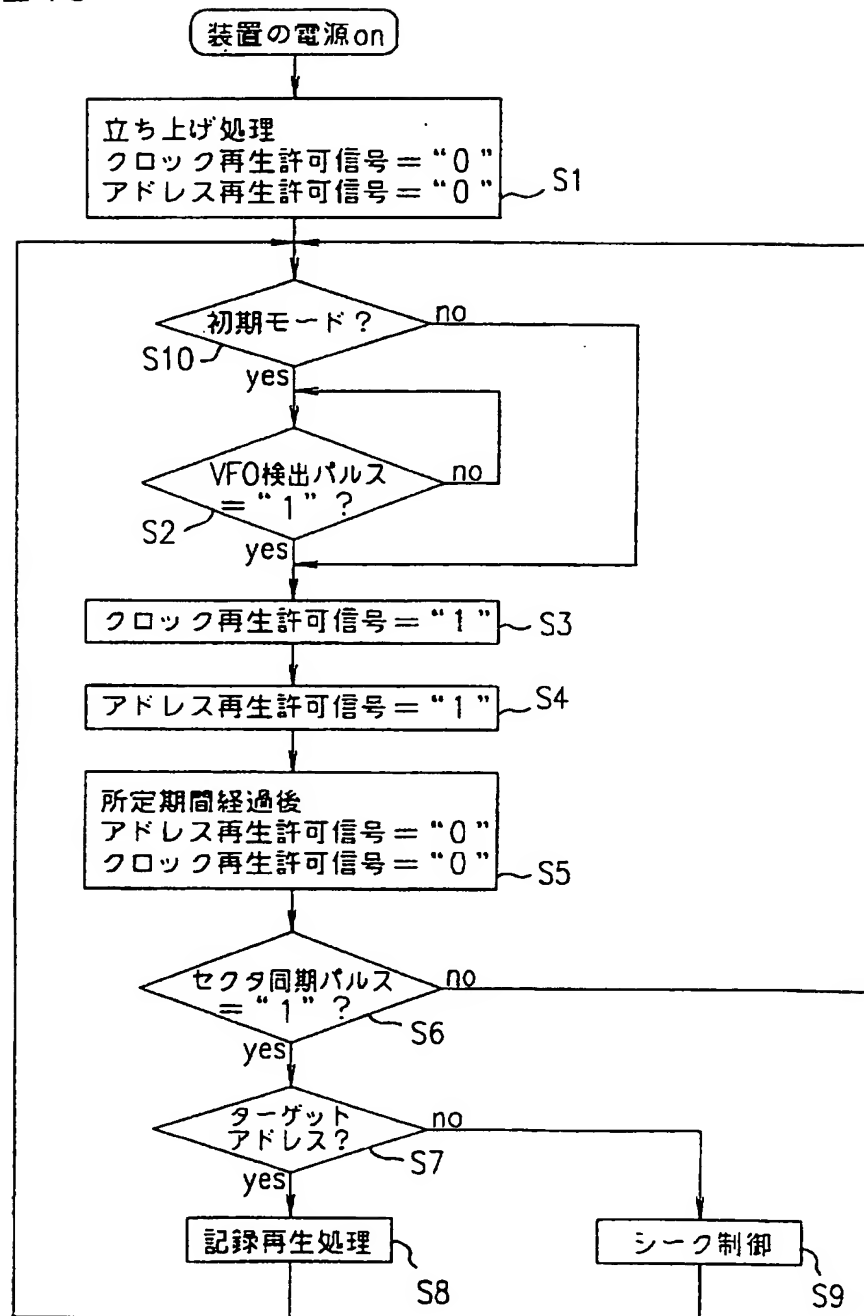 装置の電源on
立ち上げ処理
クロック再生許可信号＝“0”
アドレス再生許可信号＝“0”
S1
初期モード？
no
S10
yes
VFO検出パルス
＝“1”？
no
S2
yes
クロック再生許可信号＝“1”
S3
アドレス再生許可信号＝“1”
S4
所定期間経過後
アドレス再生許可信号＝“0”
クロック再生許可信号＝“0”
S5
セクタ同期パルス
＝“1”？
no
S6
yes
ターゲット
アドレス？
no
S7
yes
記録再生処理
S8
シーク制御
S9